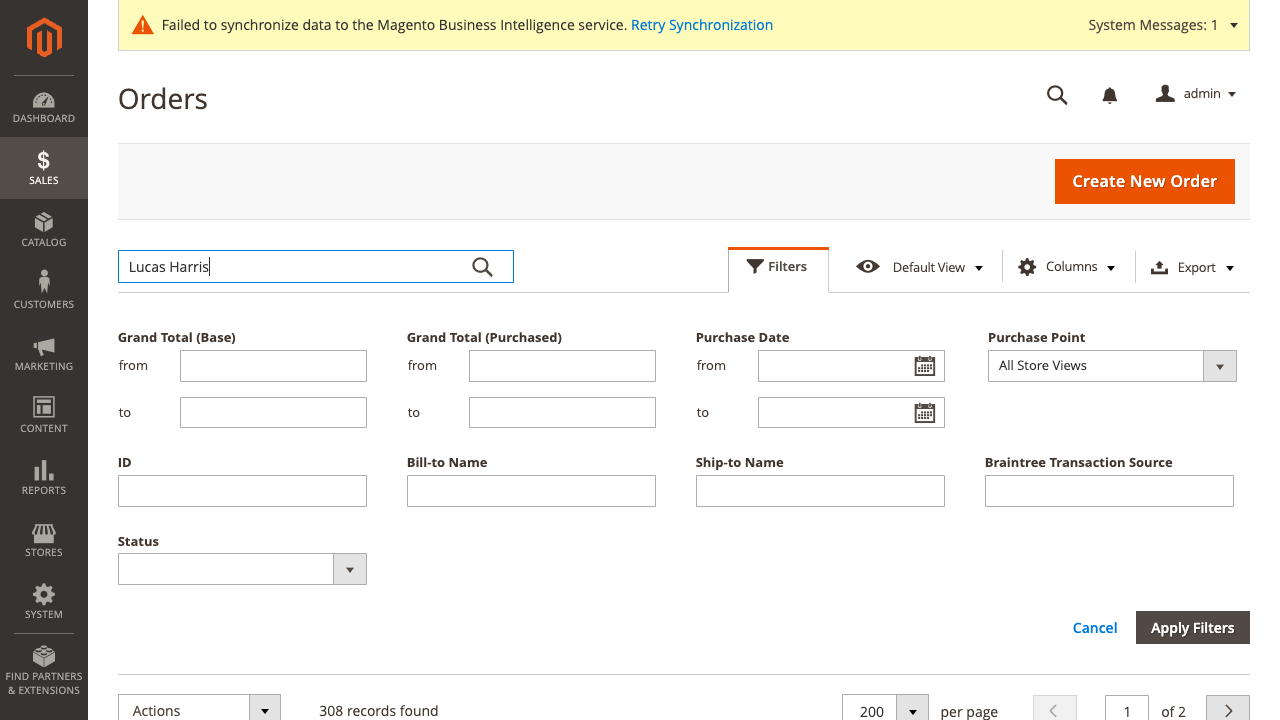 Failed to synchronize data to the Magento Business Intelligence service. Retry Synchronization
System Messages: 1
Orders
admin
DASHBOARD
SALES
CATALOG
CUSTOMERS
MARKETING
CONTENT
REPORTS
STORES
SYSTEM
FIND PARTNERS
& EXTENSIONS
Create New Order
Lucas Harris
Filters
Default View
Columns
Export
Grand Total (Base)
from
to
Grand Total (Purchased)
from
to
Purchase Date
from
to
Purchase Point
All Store Views
ID
Bill-to Name
Ship-to Name
Braintree Transaction Source
Status
Cancel
Apply Filters
Actions
308 records found
200
per page
1
of 2